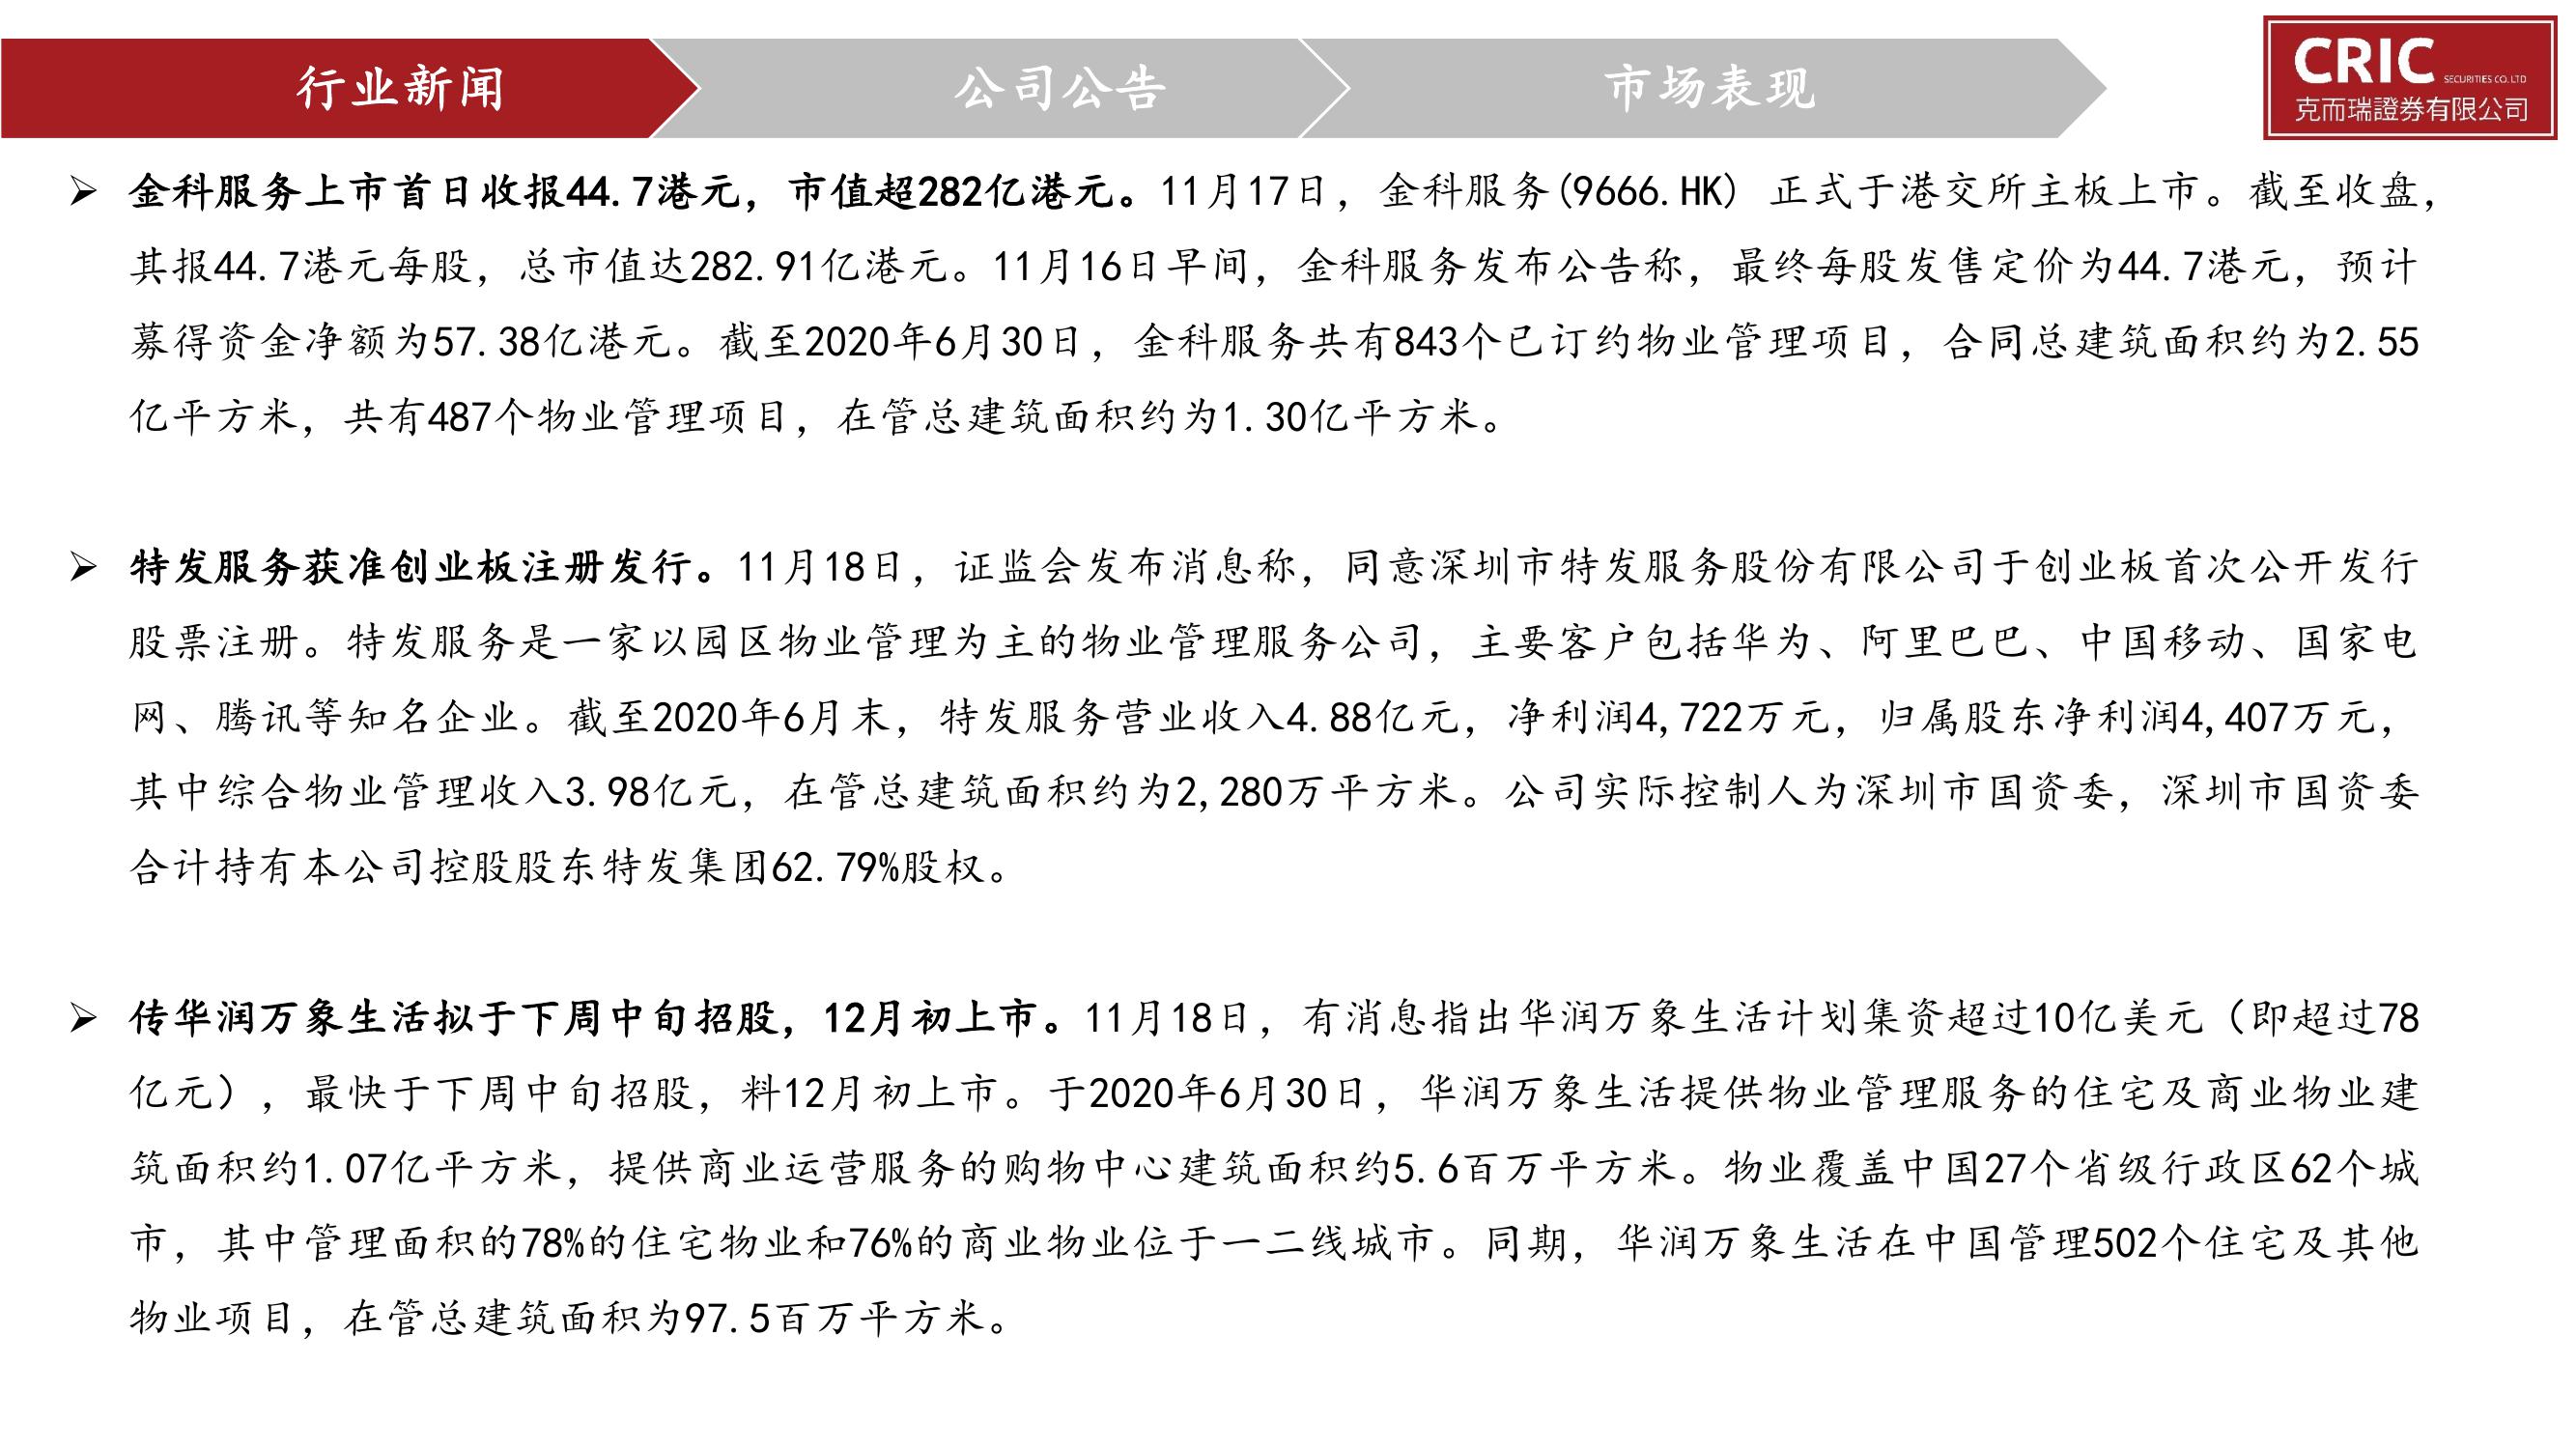 行业新闻
公司公告
市场表现
CRIC SECURITIES CO. LTD
克而瑞證券有限公司
➢ 金科服务上市首日收报44.7港元，市值超282亿港元。11月17日，金科服务(9666.HK) 正式于港交所主板上市。截至收盘，
其报44.7港元每股，总市值达282.91亿港元。11月16日早间，金科服务发布公告称，最终每股发售定价为44.7港元，预计
募得资金净额为57.38亿港元。截至2020年6月30日，金科服务共有843个已订约物业管理项目，合同总建筑面积约为2.55
亿平方米，共有487个物业管理项目，在管总建筑面积约为1.30亿平方米。
➢ 特发服务获准创业板注册发行。11月18日，证监会发布消息称，同意深圳市特发服务股份有限公司于创业板首次公开发行
股票注册。特发服务是一家以园区物业管理为主的物业管理服务公司，主要客户包括华为、阿里巴巴、中国移动、国家电
网、腾讯等知名企业。截至2020年6月末，特发服务营业收入4.88亿元，净利润4,722万元，归属股东净利润4,407万元，
其中综合物业管理收入3.98亿元，在管总建筑面积约为2,280万平方米。公司实际控制人为深圳市国资委，深圳市国资委
合计持有本公司控股股东特发集团62.79%股权。
➢ 传华润万象生活拟于下周中旬招股，12月初上市。11月18日，有消息指出华润万象生活计划集资超过10亿美元（即超过78
亿元），最快于下周中旬招股，料12月初上市。于2020年6月30日，华润万象生活提供物业管理服务的住宅及商业物业建
筑面积约1.07亿平方米，提供商业运营服务的购物中心建筑面积约5.6百万平方米。物业覆盖中国27个省级行政区62个城
市，其中管理面积的78%的住宅物业和76%的商业物业位于一二线城市。同期，华润万象生活在中国管理502个住宅及其他
物业项目，在管总建筑面积为97.5百万平方米。